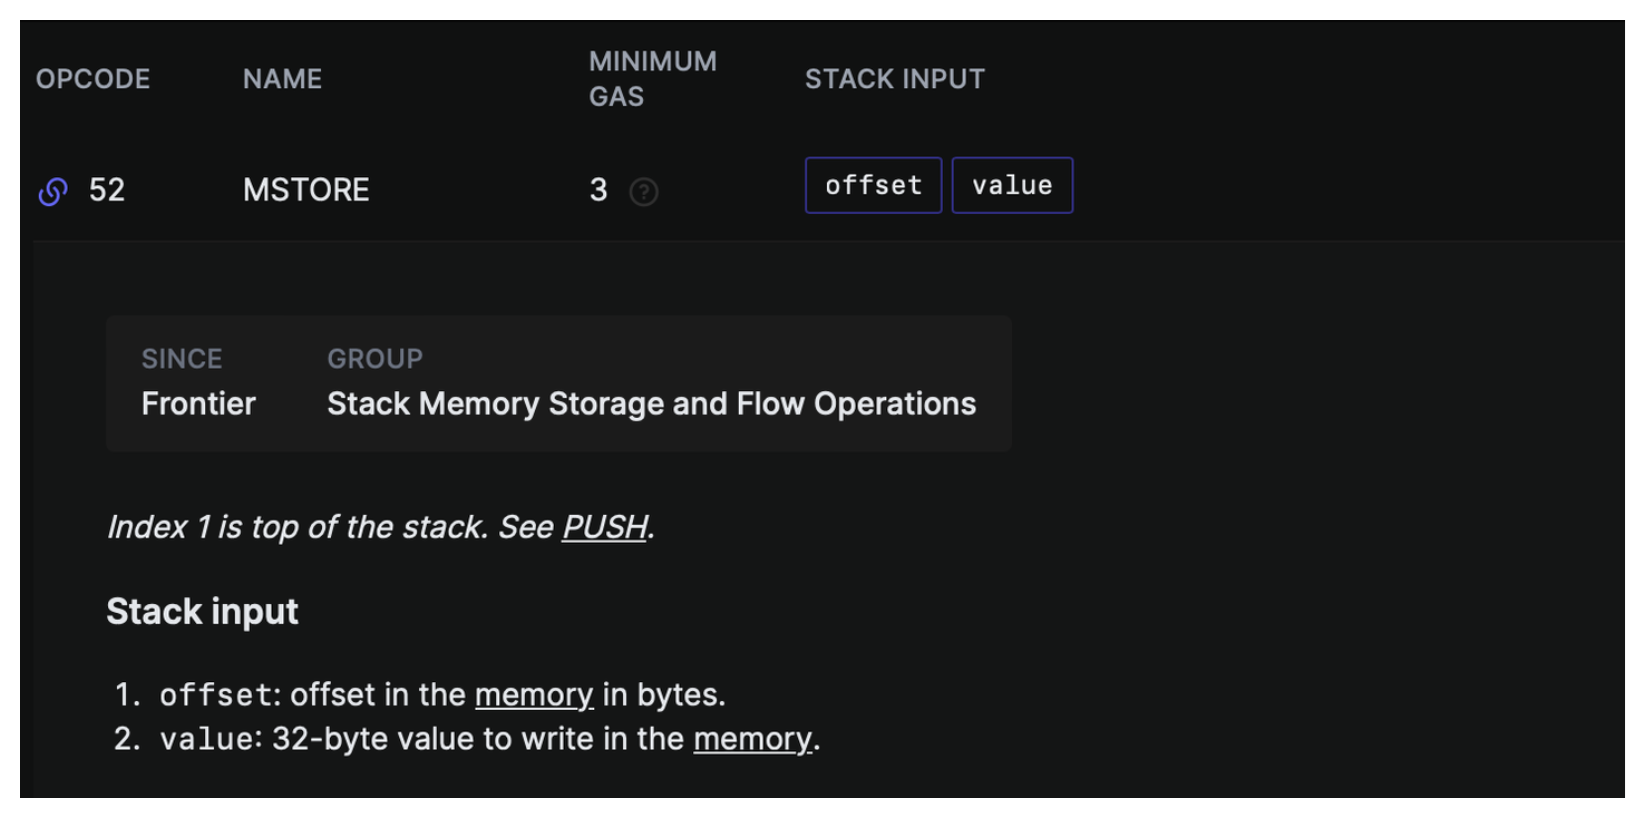 OPCODE NAME MINIMUM GAS STACK INPUT
52 MSTORE 3 ? offset value
SINCE GROUP
Frontier Stack Memory Storage and Flow Operations
Index 1 is top of the stack. See PUSH.
Stack input
1. offset: offset in the memory in bytes.
2. value: 32-byte value to write in the memory.